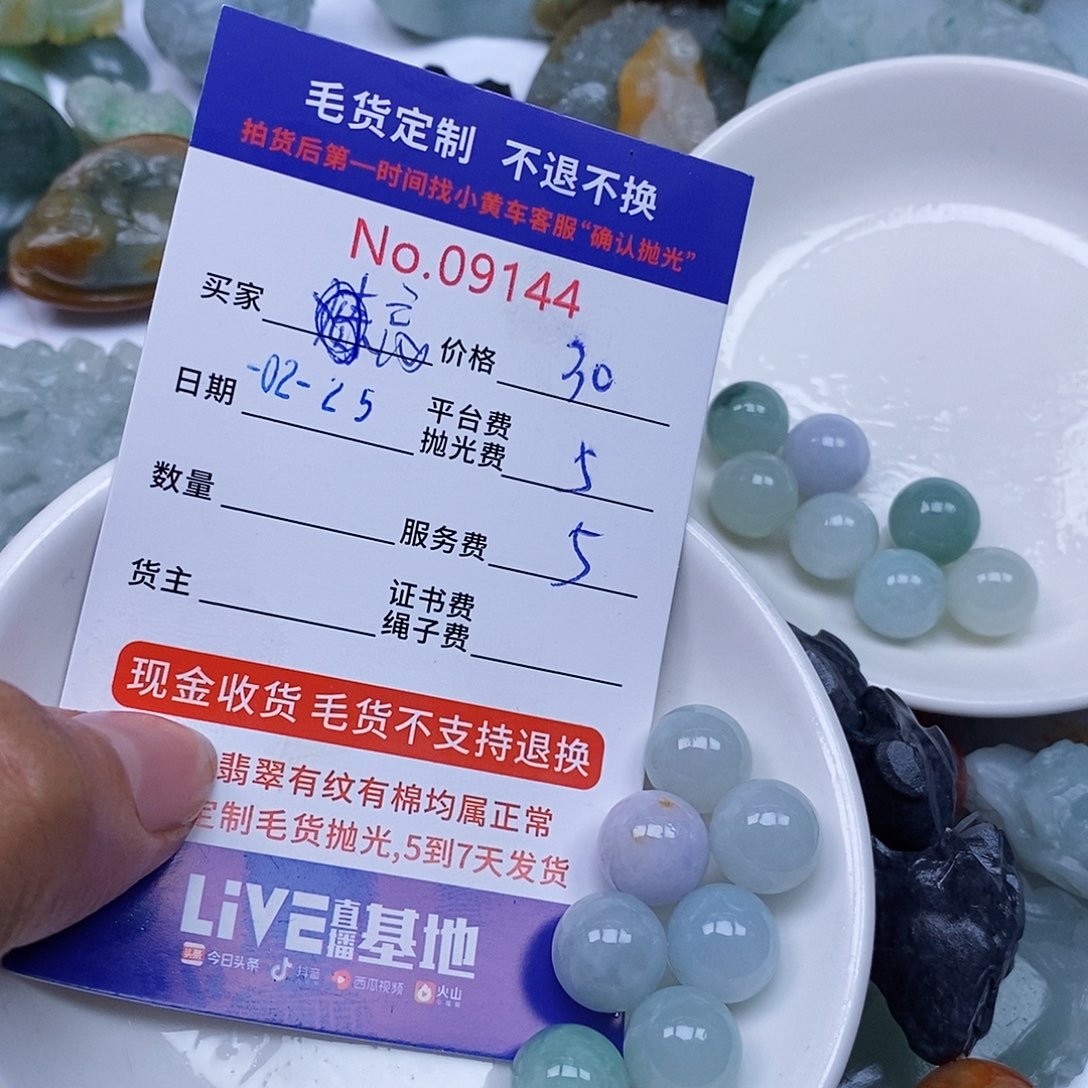 毛货定制 不退不换
拍货后第一时间找小黄车客服“确认抛光”
No.09144
买家 价格 30
日期 -02-25 平台费
抛光费 5
数量 服务费 5
货主 证书费
绳子费
现金收货 毛货不支持退换
翡翠有纹有棉均属正常
定制毛货抛光,5到7天发货
LiVE直播基地
头条 今日头条 抖音 西瓜视频 火山